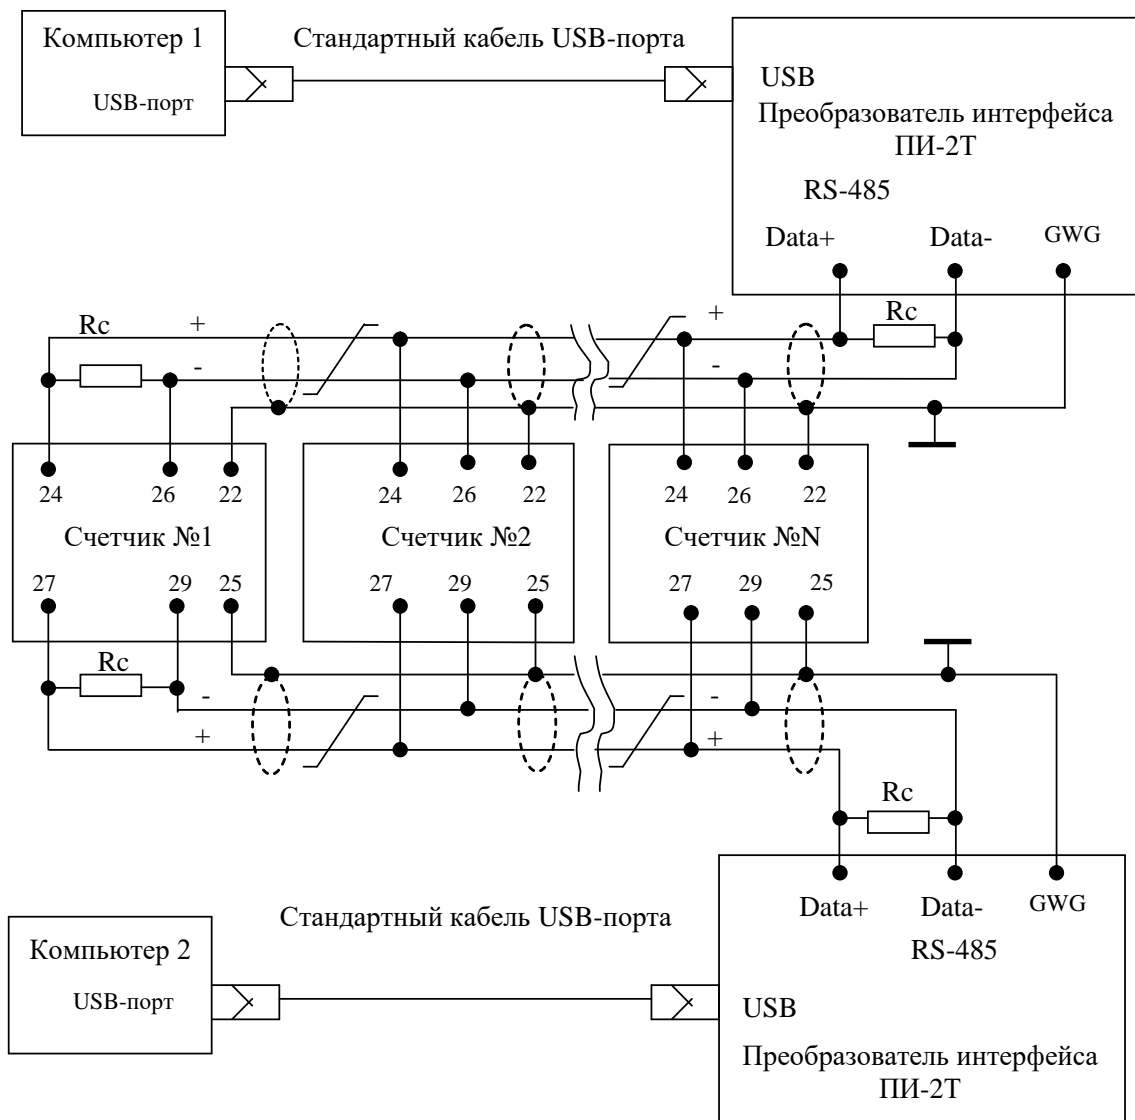 Компьютер 1
Стандартный кабель USB-порта
USB-порт
USB
Преобразователь интерфейса
ПИ-2Т
RS-485
Data+
Data-
GWG
Rc
+
+
Rc
-
-
24
26
22
24
26
22
24
26
22
Счетчик №1
Счетчик №2
Счетчик №N
27
29
25
27
29
25
27
29
25
Rc
-
-
+
+
Rc
Data+
Data-
GWG
Стандартный кабель USB-порта
Компьютер 2
RS-485
USB-порт
USB
Преобразователь интерфейса
ПИ-2Т